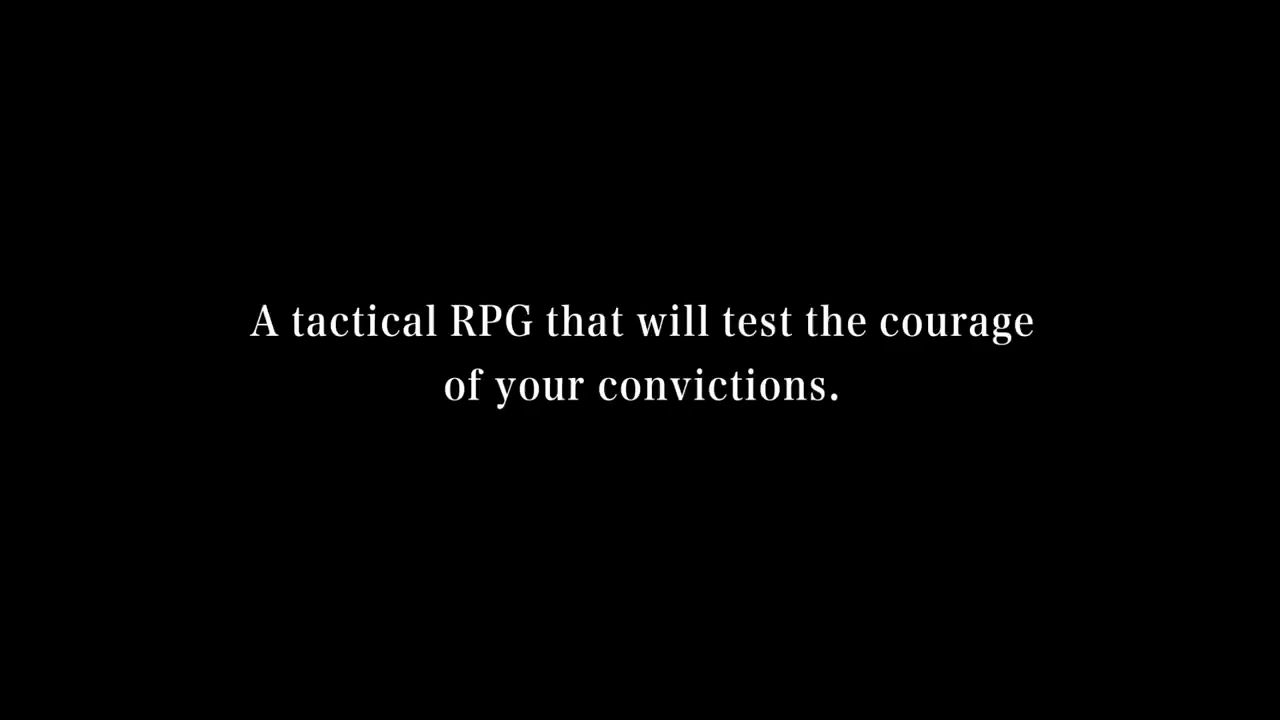 A tactical RPG that will test the courage
of your convictions.